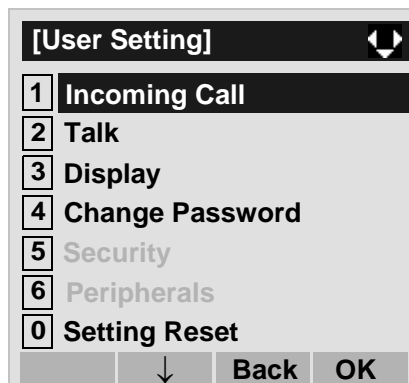 [User Setting]
1 Incoming Call
2 Talk
3 Display
4 Change Password
5 Security
6 Peripherals
0 Setting Reset
↓ Back OK